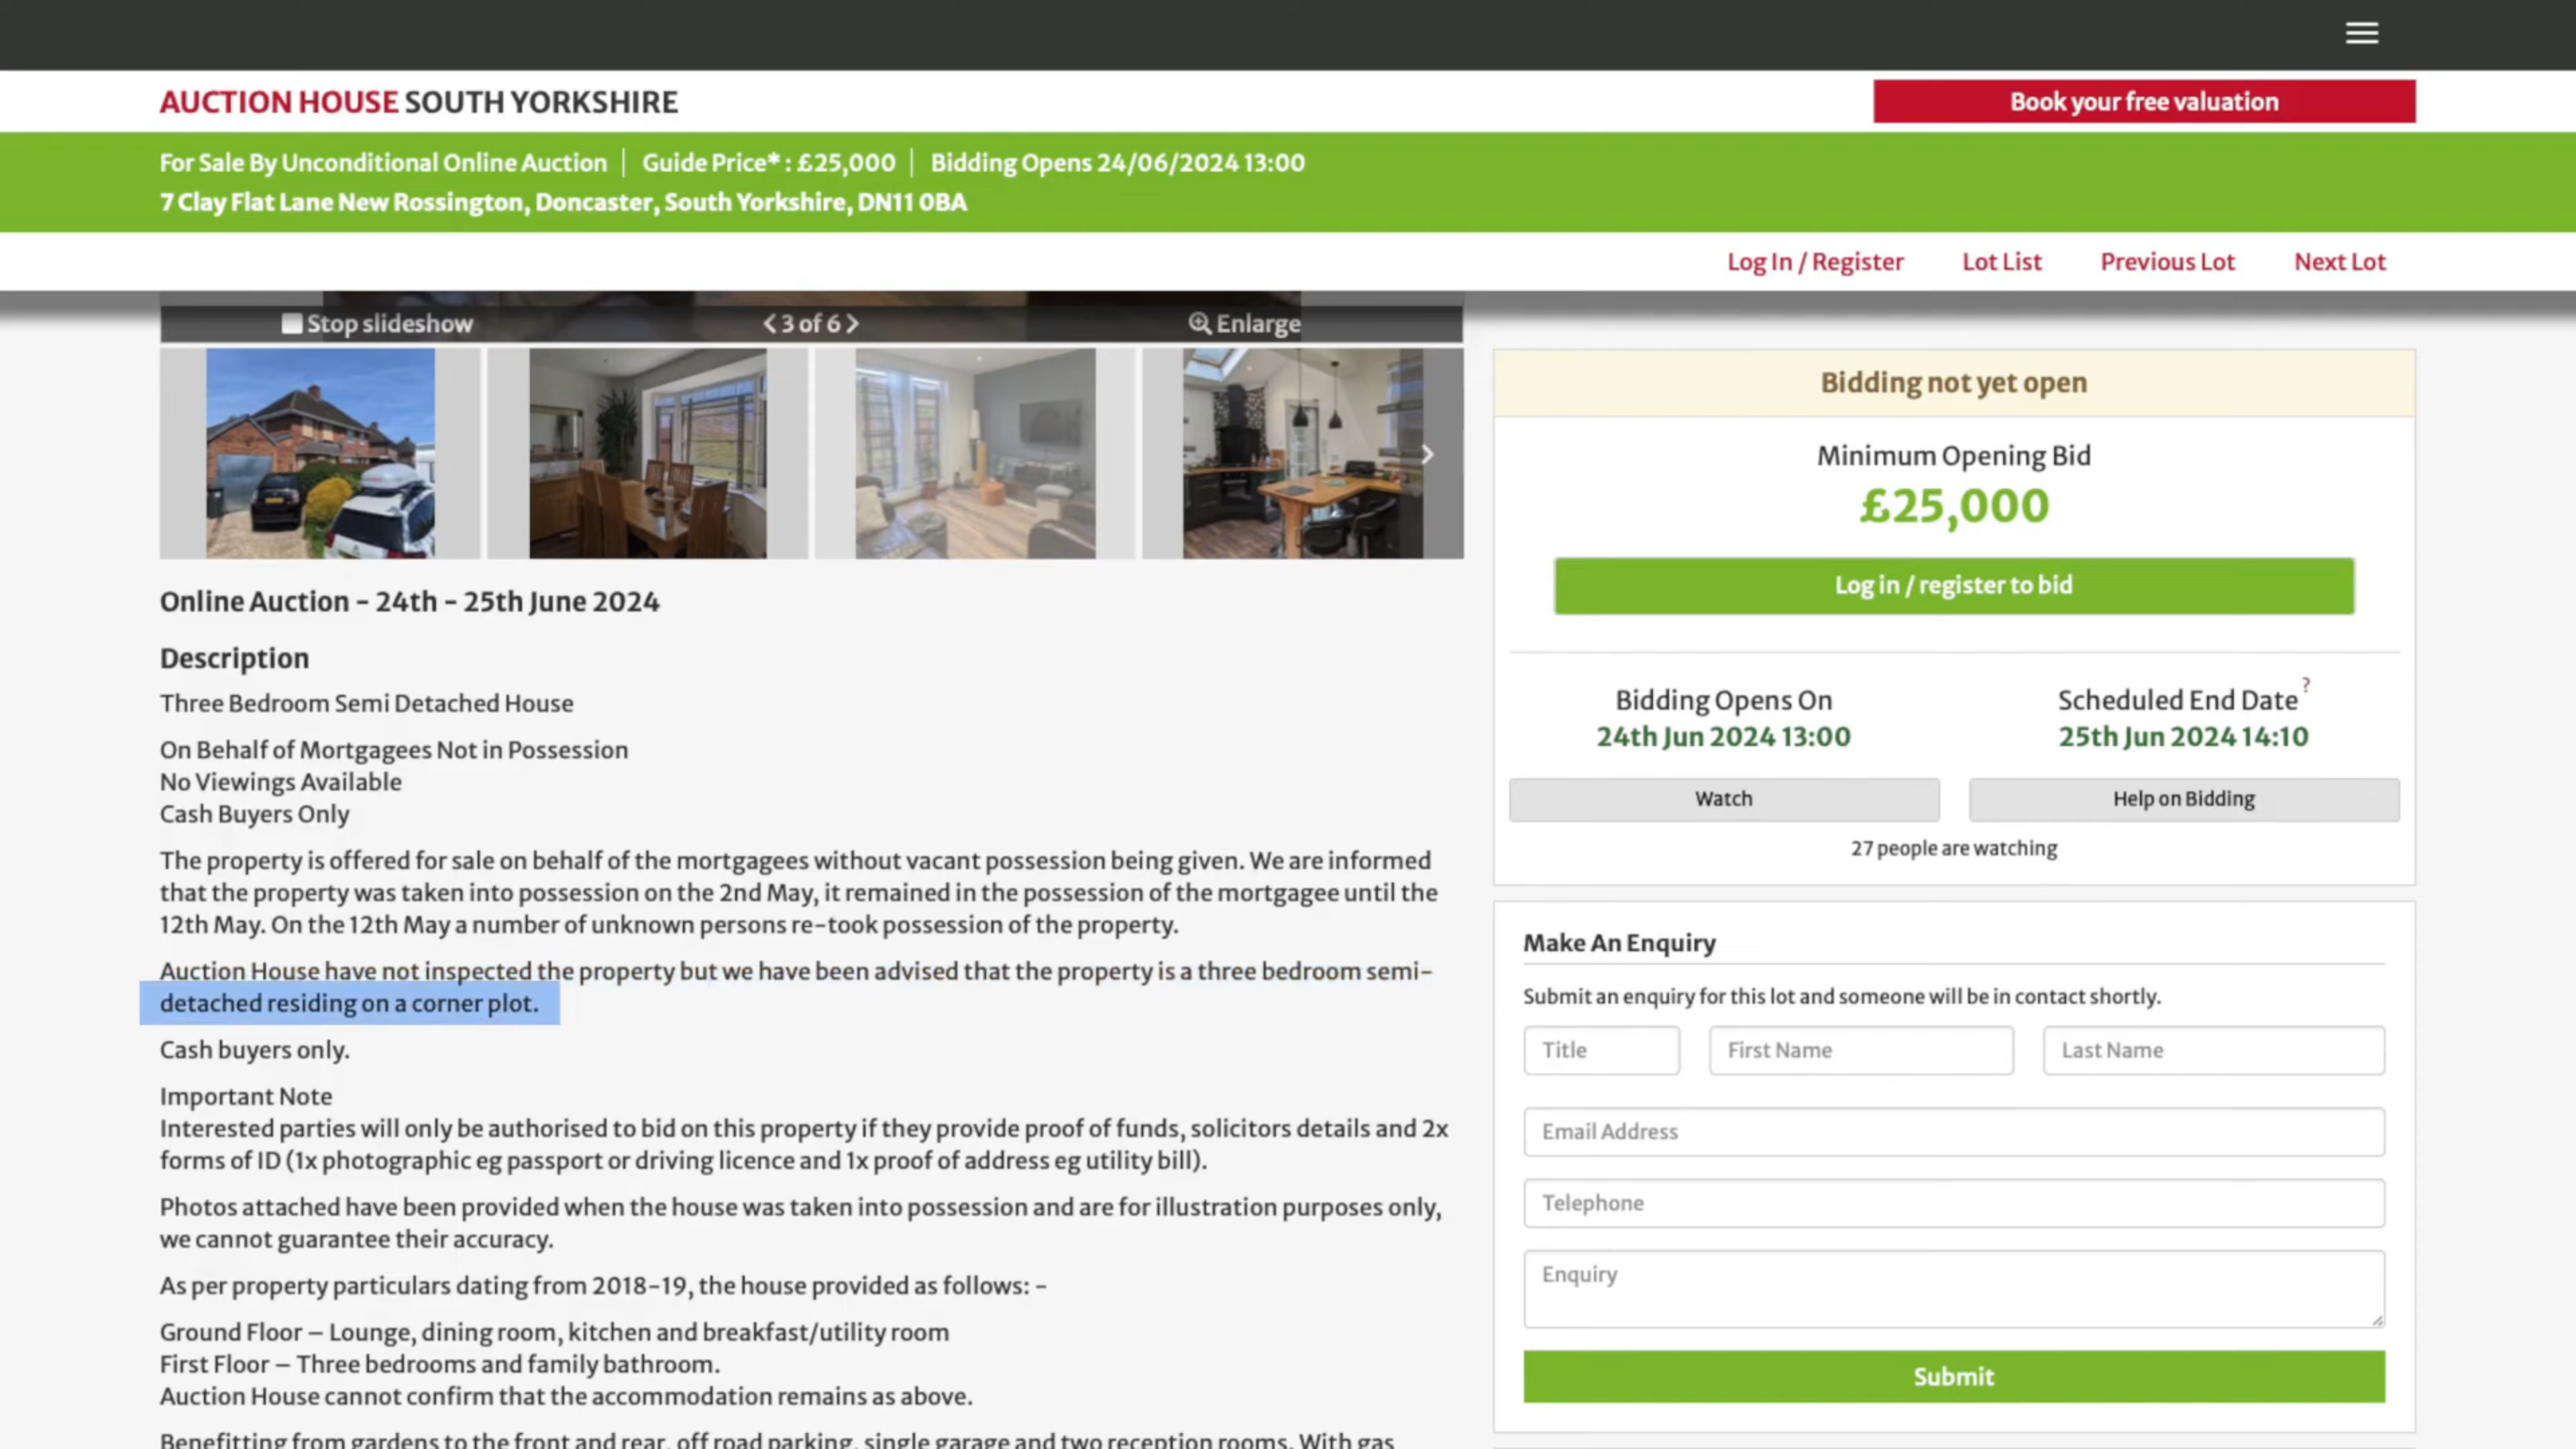 AUCTION HOUSE SOUTH YORKSHIRE
Book your free valuation
For Sale By Unconditional Online Auction | Guide Price* : £25,000 | Bidding Opens 24/06/2024 13:00
7 Clay Flat Lane New Rossington, Doncaster, South Yorkshire, DN11 0BA
Log In / Register
Lot List
Previous Lot
Next Lot
Stop slideshow
3 of 6
Enlarge
Online Auction - 24th - 25th June 2024
Description
Three Bedroom Semi Detached House
On Behalf of Mortgagees Not in Possession
No Viewings Available
Cash Buyers Only
The property is offered for sale on behalf of the mortgagees without vacant possession being given. We are informed
that the property was taken into possession on the 2nd May, it remained in the possession of the mortgagee until the
12th May. On the 12th May a number of unknown persons re-took possession of the property.
Auction House have not inspected the property but we have been advised that the property is a three bedroom semi-
detached residing on a corner plot.
Cash buyers only.
Important Note
Interested parties will only be authorised to bid on this property if they provide proof of funds, solicitors details and 2x
forms of ID (1x photographic eg passport or driving licence and 1x proof of address eg utility bill).
Photos attached have been provided when the house was taken into possession and are for illustration purposes only,
we cannot guarantee their accuracy.
As per property particulars dating from 2018-19, the house provided as follows: -
Ground Floor – Lounge, dining room, kitchen and breakfast/utility room
First Floor – Three bedrooms and family bathroom.
Auction House cannot confirm that the accommodation remains as above.
Benefitting from gardens to the front and rear, off road parking, single garage and two reception rooms. With gas
Bidding not yet open
Minimum Opening Bid
£25,000
Log in / register to bid
Bidding Opens On
24th Jun 2024 13:00
Scheduled End Date ?
25th Jun 2024 14:10
Watch
Help on Bidding
27 people are watching
Make An Enquiry
Submit an enquiry for this lot and someone will be in contact shortly.
Title
First Name
Last Name
Email Address
Telephone
Enquiry
Submit